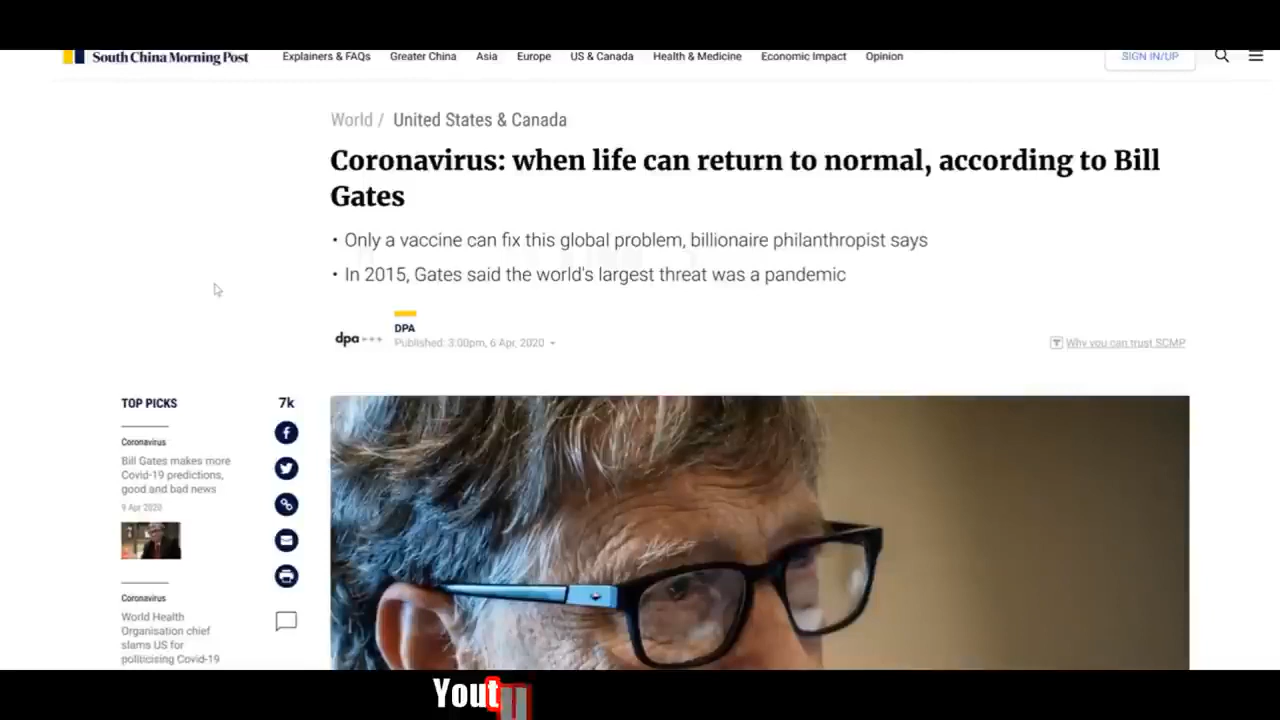 South China Morning Post
Explainers & FAQs Greater China Asia Europe US & Canada Health & Medicine Economic Impact Opinion
SIGN IN/UP
World / United States & Canada
Coronavirus: when life can return to normal, according to Bill
Gates
• Only a vaccine can fix this global problem, billionaire philanthropist says
• In 2015, Gates said the world's largest threat was a pandemic
dpa
DPA
Published: 3:00pm, 6 Apr, 2020
Why you can trust SCMP
TOP PICKS
7k
Coronavirus
Bill Gates makes more
Covid-19 predictions,
good and bad news
9 Apr 2020
Coronavirus
World Health
Organisation chief
slams US for
politicising Covid-19
Yout